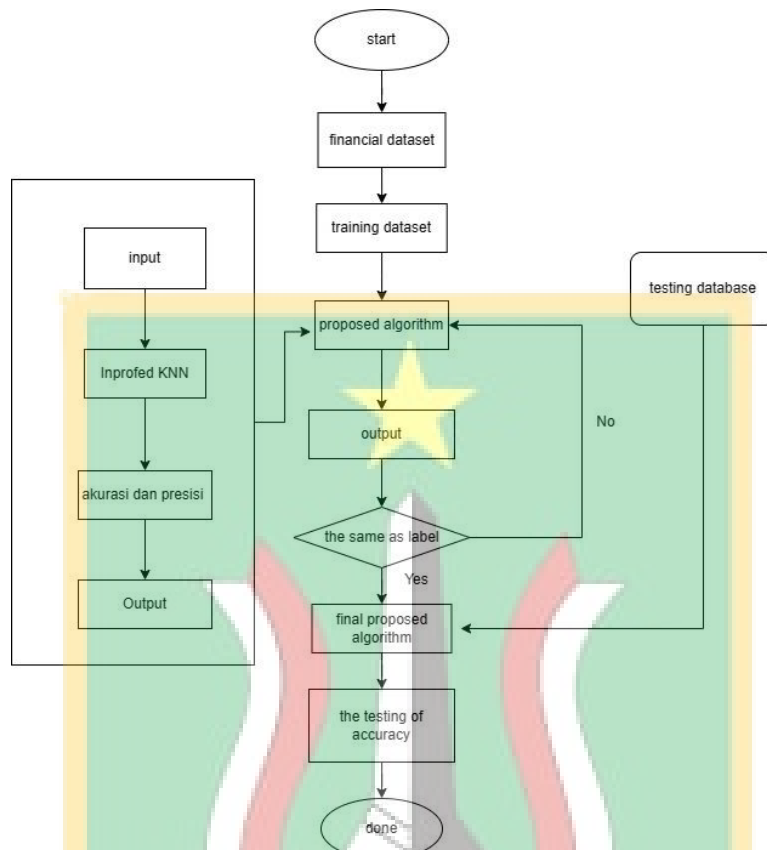 start
financial dataset
training dataset
input
testing database
proposed algorithm
Inprofed KNN
No
output
akurasi dan presisi
the same as label
Yes
Output
final proposed
algorithm
the testing of
accuracy
done